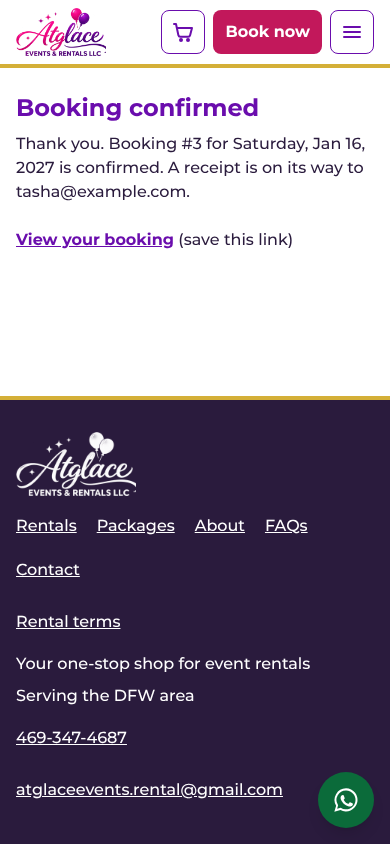 Atglace
EVENTS & RENTALS LLC
Book now
Booking confirmed
Thank you. Booking #3 for Saturday, Jan 16,
2027 is confirmed. A receipt is on its way to
tasha@example.com.
View your booking (save this link)
Atglace
EVENTS & RENTALS LLC
Rentals Packages About FAQs
Contact
Rental terms
Your one-stop shop for event rentals
Serving the DFW area
469-347-4687
atglaceevents.rental@gmail.com